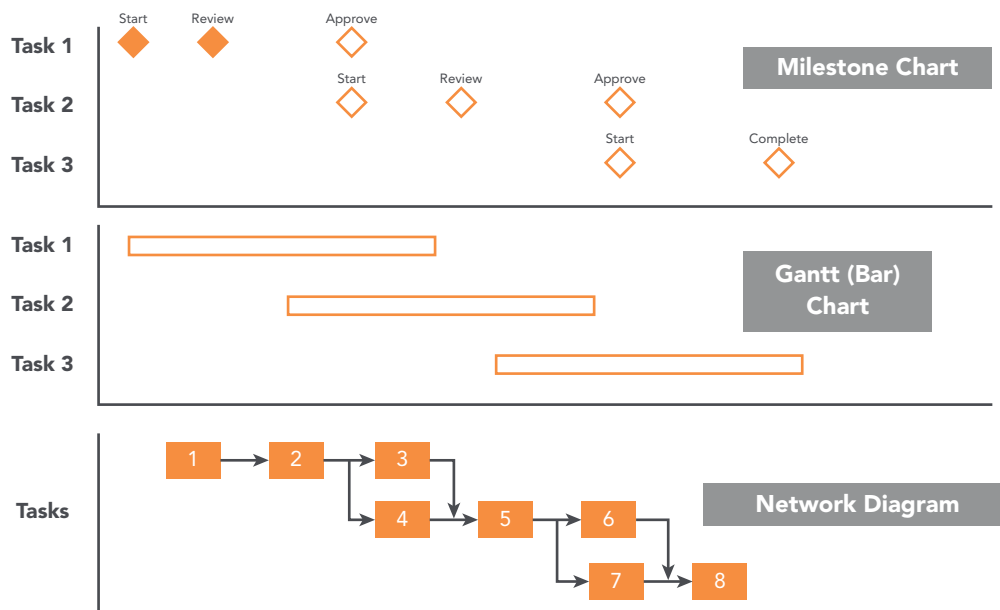 Start Review Approve
Task 1
Milestone Chart
Start Review Approve
Task 2
Start Complete
Task 3
Task 1
Gantt (Bar)
Chart
Task 2
Task 3
1 2 3
Tasks
4 5 6
Network Diagram
7 8